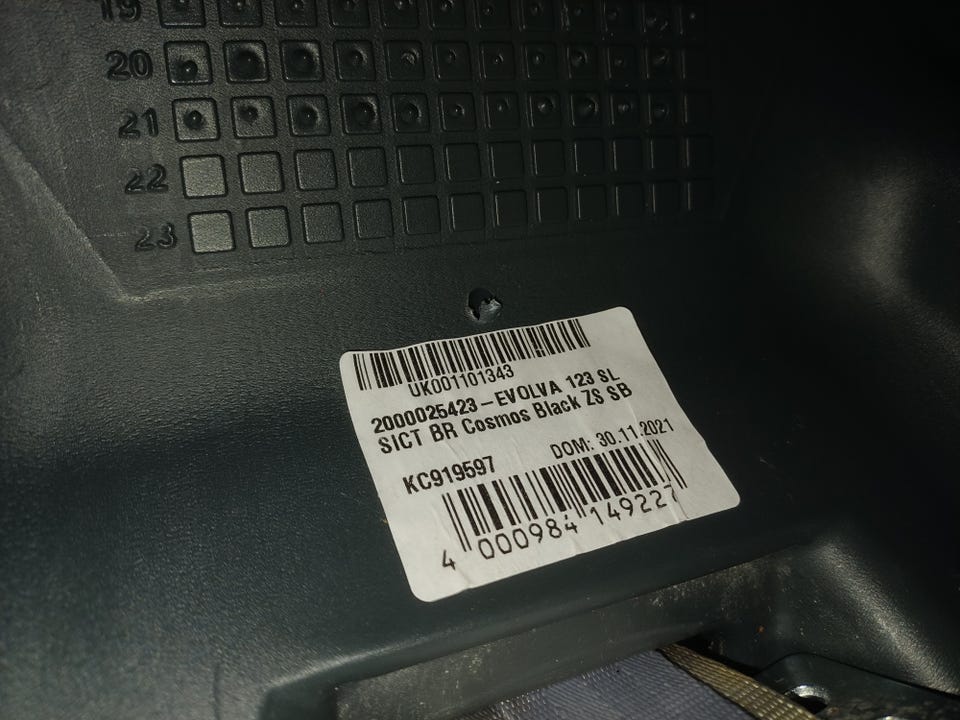 19
20
21
22
23
UK001101343
2000025423-EVOLVA 123 SL
SICT BR Cosmos Black ZS SB
KC919597
DOM: 30.11.2021
4 000984 149227